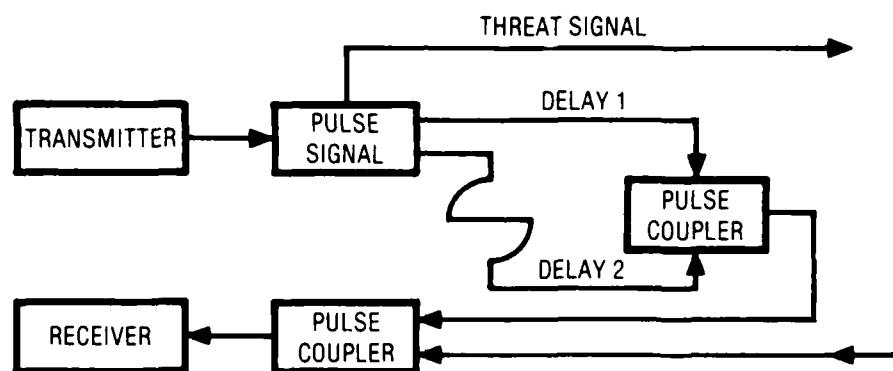 THREAT SIGNAL
DELAY 1
TRANSMITTER
PULSE
SIGNAL
PULSE
COUPLER
DELAY 2
RECEIVER
PULSE
COUPLER